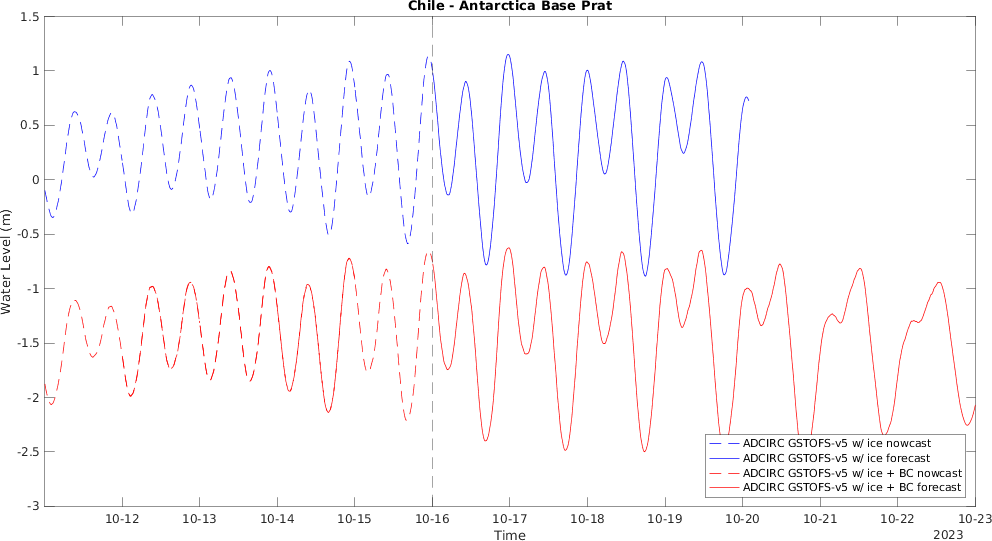 Chile - Antarctica Base Prat
1.5
1
0.5
0
-0.5
-1
-1.5
-2
-2.5
-3
Water Level (m)
ADCIRC GSTOFS-v5 w/ ice nowcast
ADCIRC GSTOFS-v5 w/ ice forecast
ADCIRC GSTOFS-v5 w/ ice + BC nowcast
ADCIRC GSTOFS-v5 w/ ice + BC forecast
10-12 10-13 10-14 10-15 10-16 10-17 10-18 10-19 10-20 10-21 10-22 10-23
Time
2023